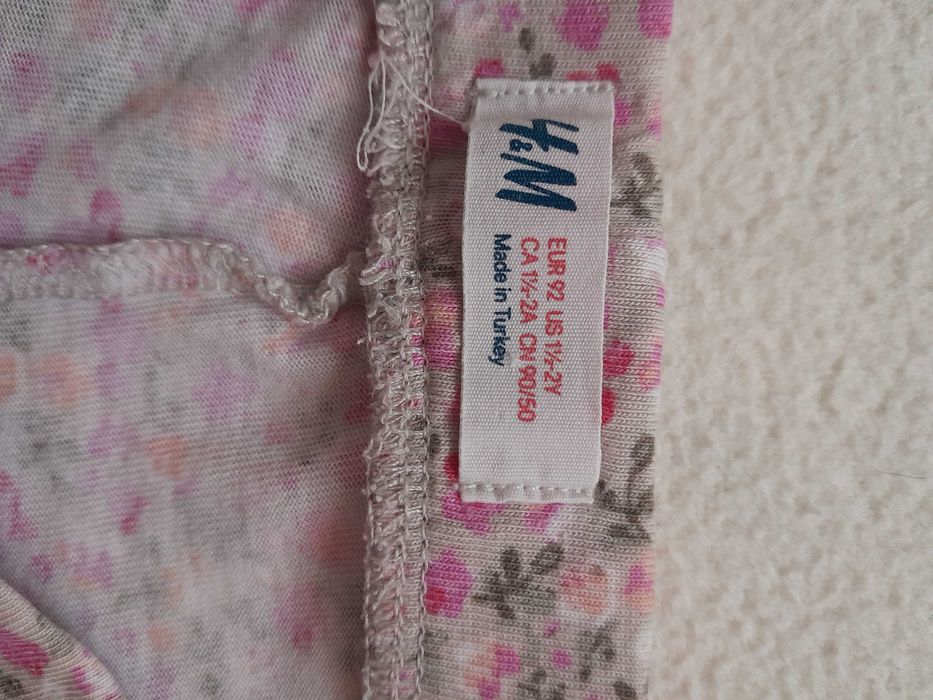 H&M
EUR 92 US 1½-2Y
CA 1½-2A CN 90/50
Made in Turkey